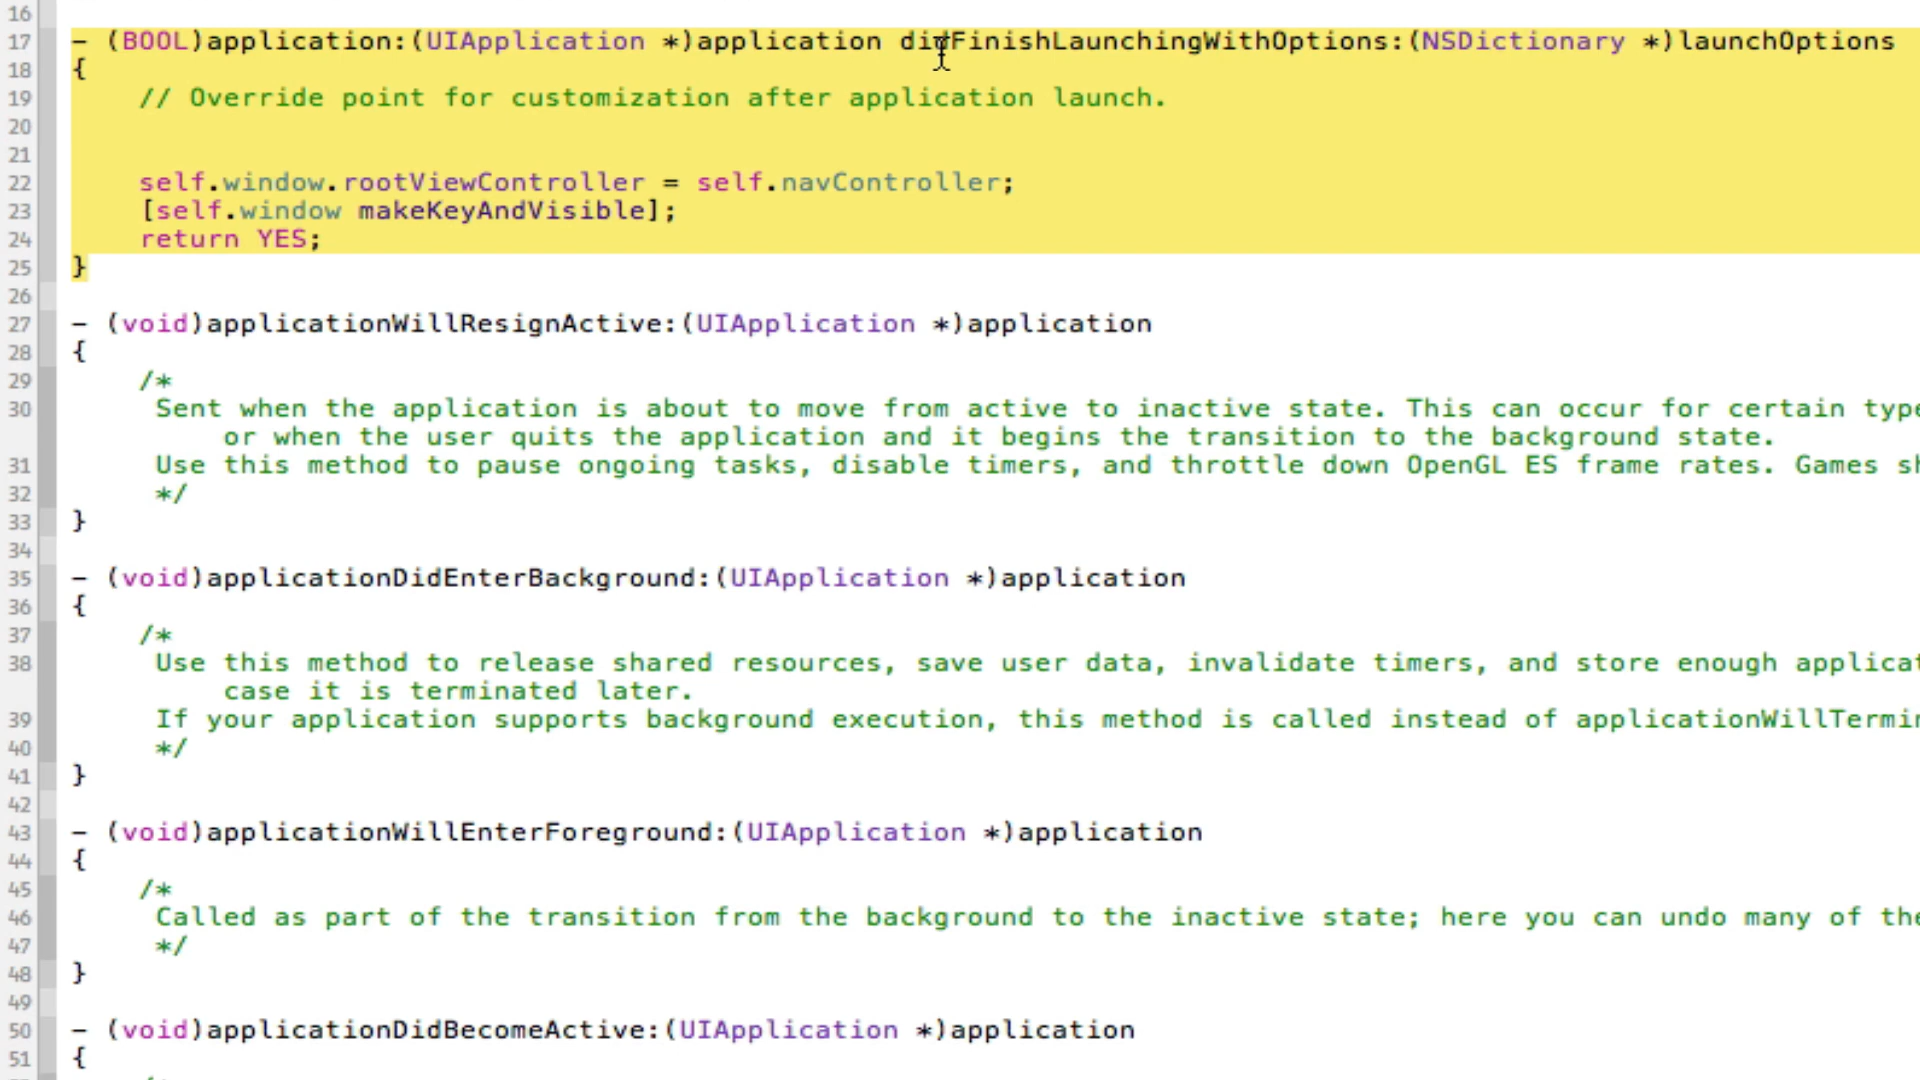 16
17 - (BOOL)application:(UIApplication *)application didFinishLaunchingWithOptions:(NSDictionary *)launchOptions
18 {
19 // Override point for customization after application launch.
20
21
22 self.window.rootViewController = self.navController;
23 [self.window makeKeyAndVisible];
24 return YES;
25 }
26
27 - (void)applicationWillResignActive:(UIApplication *)application
28 {
29 /*
30 Sent when the application is about to move from active to inactive state. This can occur for certain type
or when the user quits the application and it begins the transition to the background state.
31 Use this method to pause ongoing tasks, disable timers, and throttle down OpenGL ES frame rates. Games sh
32 */
33 }
34
35 - (void)applicationDidEnterBackground:(UIApplication *)application
36 {
37 /*
38 Use this method to release shared resources, save user data, invalidate timers, and store enough applicat
case it is terminated later.
39 If your application supports background execution, this method is called instead of applicationWillTermin
40 */
41 }
42
43 - (void)applicationWillEnterForeground:(UIApplication *)application
44 {
45 /*
46 Called as part of the transition from the background to the inactive state; here you can undo many of the
47 */
48 }
49
50 - (void)applicationDidBecomeActive:(UIApplication *)application
51 {